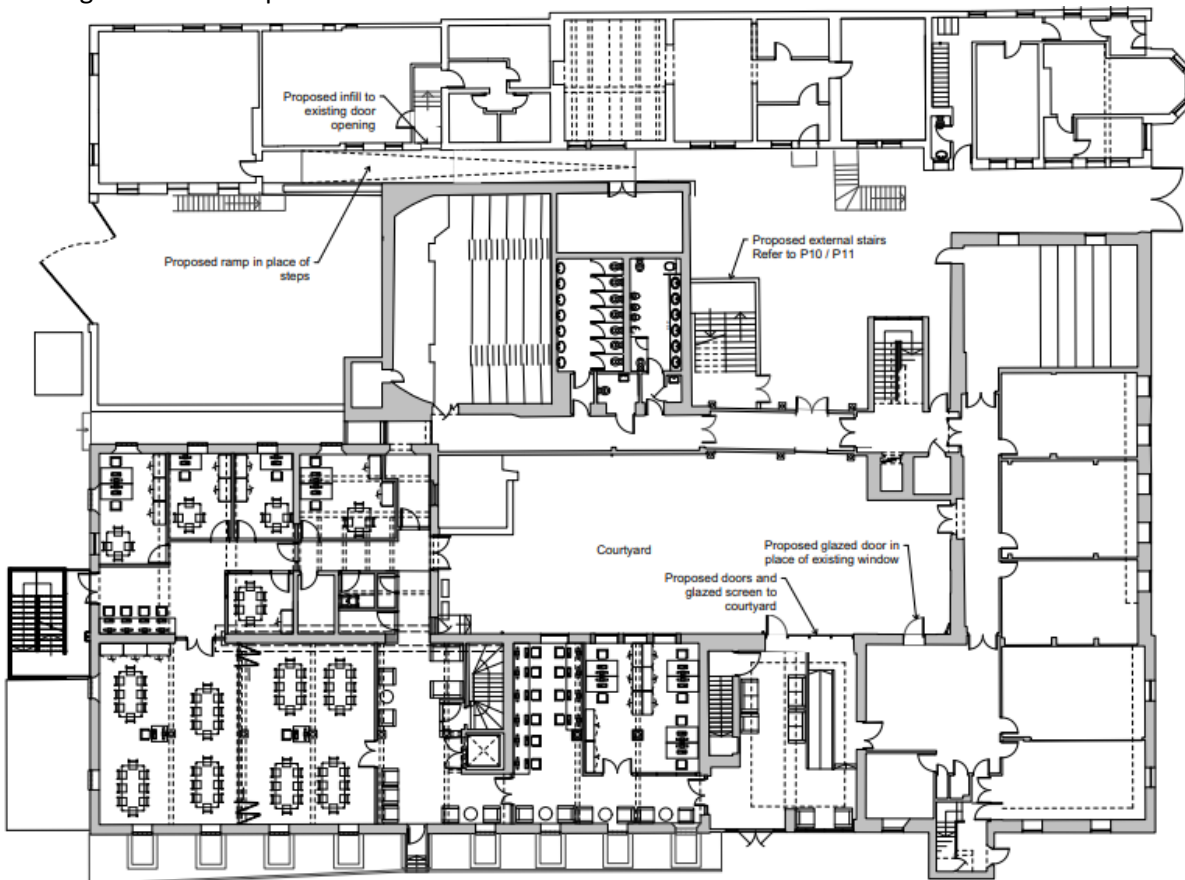 Proposed infill to
existing door
opening
Proposed ramp in place of
steps
Proposed external stairs
Refer to P10 / P11
Courtyard
Proposed glazed door in
place of existing window
Proposed doors and
glazed screen to
courtyard